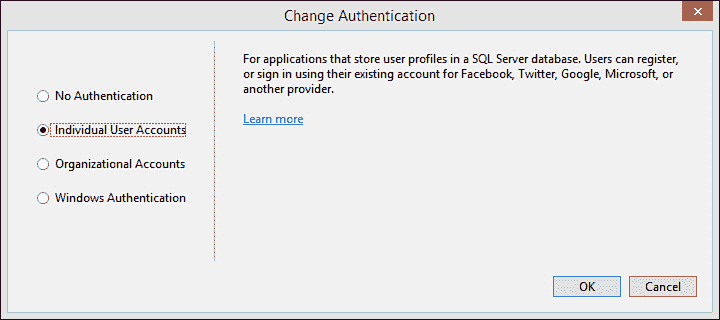 Change Authentication
No Authentication
Individual User Accounts
Organizational Accounts
Windows Authentication
For applications that store user profiles in a SQL Server database. Users can register,
or sign in using their existing account for Facebook, Twitter, Google, Microsoft, or
another provider.
Learn more
OK
Cancel